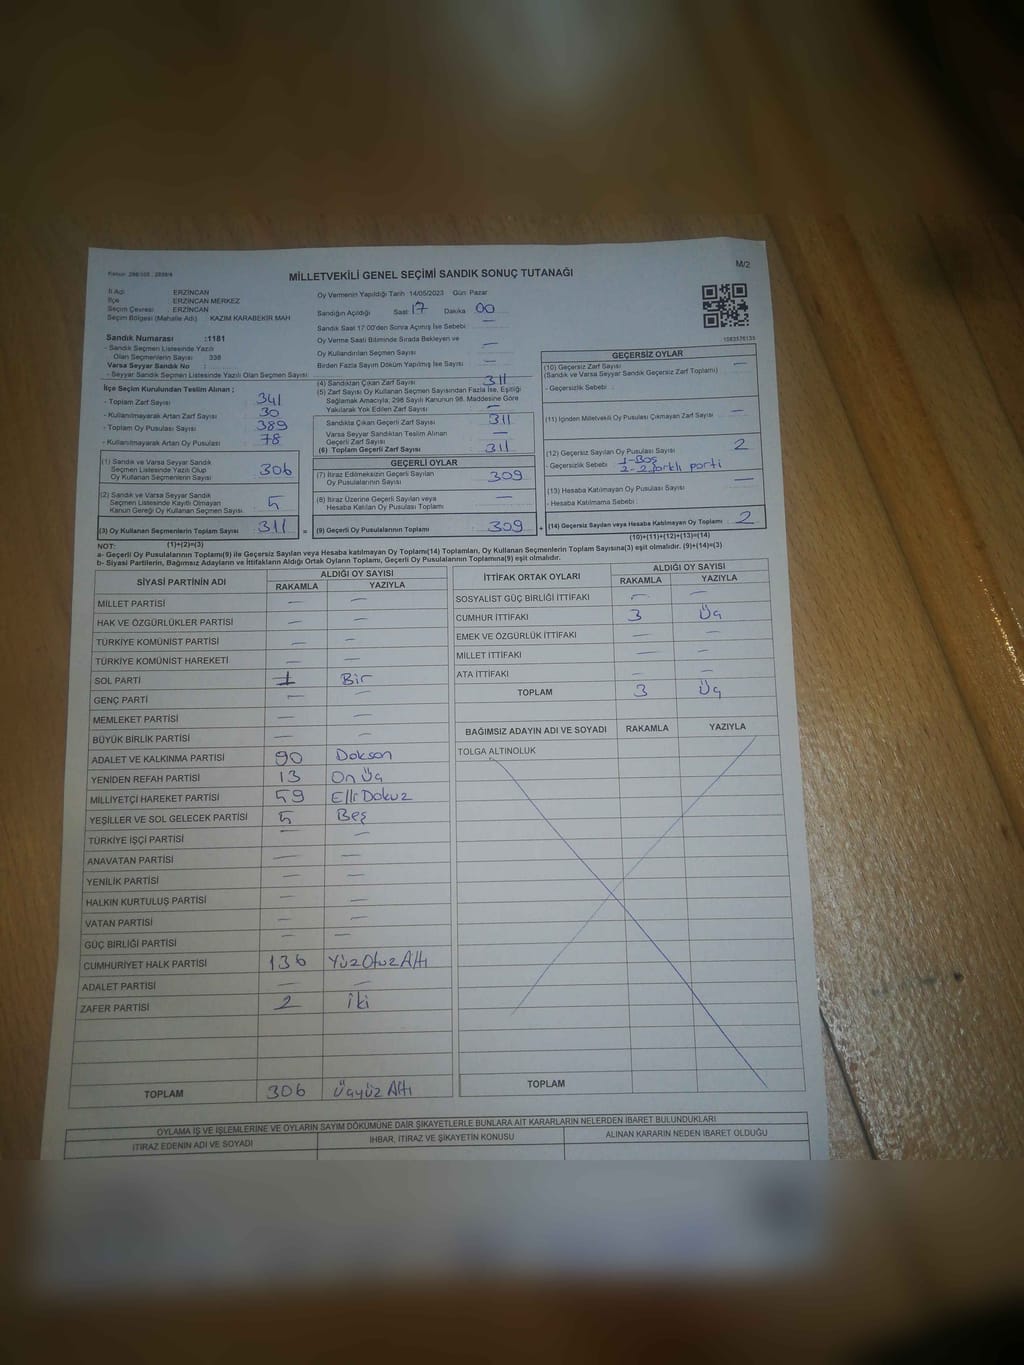 M/2
MİLLETVEKİLİ GENEL SEÇİMİ SANDIK SONUÇ TUTANAĞI
İl Adı : ERZİNCAN
İlçe : ERZİNCAN MERKEZ
Seçim Çevresi : ERZİNCAN
Seçim Bölgesi (Mahalle Adı) : KAZIM KARABEKİR MAH
Sandık Numarası :1181
- Sandık Seçmen Listesinde Yazılı
Olan Seçmenlerin Sayısı : 338
Varsa Seyyar Sandık No :
- Seyyar Sandık Seçmen Listesinde Yazılı Olan Seçmen Sayısı :
Oy Vermenin Yapıldığı Tarih :14/05/2023 Gün: Pazar
Sandığın Açıldığı Saat: 17 Dakika: 00
Sandık Saat 17:00'den Sonra Açılmış İse Sebebi : —
Oy Verme Saati Bitiminde Sırada Bekleyen ve
Oy Kullandırılan Seçmen Sayısı : —
Birden Fazla Sayım Döküm Yapılmış İse Sayısı : —
İlçe Seçim Kurulundan Teslim Alınan ;
- Toplam Zarf Sayısı : 341
- Kullanılmayarak Artan Zarf Sayısı : 30
- Toplam Oy Pusulası Sayısı : 389
- Kullanılmayarak Artan Oy Pusulası : 78
(1) Sandık ve Varsa Seyyar Sandık
Seçmen Listesinde Yazılı Olup
Oy Kullanan Seçmenlerin Sayısı : 306
(2) Sandık ve Varsa Seyyar Sandık
Seçmen Listesinde Kayıtlı Olmayan
Kanun Gereği Oy Kullanan Seçmen Sayısı : 5
(3) Oy Kullanan Seçmenlerin Toplam Sayısı : 311
(1)+(2)=(3)
(4) Sandıktan Çıkan Zarf Sayısı : 311
(5) Zarf Sayısı Oy Kullanan Seçmen Sayısından Fazla İse, Eşitliği
Sağlamak Amacıyla; 298 Sayılı Kanunun 98. Maddesine Göre
Yakılarak Yok Edilen Zarf Sayısı : —
Sandıkta Çıkan Geçerli Zarf Sayısı : 311
Varsa Seyyar Sandıktan Teslim Alınan
Geçerli Zarf Sayısı : —
(6) Toplam Geçerli Zarf Sayısı : 311
GEÇERLİ OYLAR
(7) İtiraz Edilmeksizin Geçerli Sayılan
Oy Pusulalarının Sayısı : 309
(8) İtiraz Üzerine Geçerli Sayılan veya
Hesaba Katılan Oy Pusulası Toplamı : —
= (9) Geçerli Oy Pusulalarının Toplamı : 309 +
1083576135
GEÇERSİZ OYLAR
(10) Geçersiz Zarf Sayısı : —
(Sandık ve Varsa Seyyar Sandık Geçersiz Zarf Toplamı)
- Geçersizlik Sebebi :
(11) İçinden Milletvekili Oy Pusulası Çıkmayan Zarf Sayısı : —
(12) Geçersiz Sayılan Oy Pusulası Sayısı : 2
- Geçersizlik Sebebi : 1-Boş
2-2 partili parti
(13) Hesaba Katılmayan Oy Pusulası Sayısı : —
- Hesaba Katılmama Sebebi :
(14) Geçersiz Sayılan veya Hesaba Katılmayan Oy Toplamı : 2
(10)+(11)+(12)+(13)=(14)
NOT:
a- Geçerli Oy Pusulalarının Toplamı(9) ile Geçersiz Sayılan veya Hesaba katılmayan Oy Toplamı(14) Toplamları, Oy Kullanan Seçmenlerin Toplam Sayısına(3) eşit olmalıdır. (9)+(14)=(3)
b- Siyasi Partilerin, Bağımsız Adayların ve İttifakların Aldığı Ortak Oyların Toplamı, Geçerli Oy Pusulalarının Toplamına(9) eşit olmalıdır.
SİYASİ PARTİNİN ADI ALDIĞI OY SAYISI
RAKAMLA YAZIYLA
MİLLET PARTİSİ — —
HAK VE ÖZGÜRLÜKLER PARTİSİ — —
TÜRKİYE KOMÜNİST PARTİSİ — —
TÜRKİYE KOMÜNİST HAREKETİ — —
SOL PARTİ 1 Bir
GENÇ PARTİ — —
MEMLEKET PARTİSİ — —
BÜYÜK BİRLİK PARTİSİ — —
ADALET VE KALKINMA PARTİSİ 90 Doksan
YENİDEN REFAH PARTİSİ 13 On Üç
MİLLİYETÇİ HAREKET PARTİSİ 59 Elli Dokuz
YEŞİLLER VE SOL GELECEK PARTİSİ 5 Beş
TÜRKİYE İŞÇİ PARTİSİ — —
ANAVATAN PARTİSİ — —
YENİLİK PARTİSİ — —
HALKIN KURTULUŞ PARTİSİ — —
VATAN PARTİSİ — —
GÜÇ BİRLİĞİ PARTİSİ — —
CUMHURİYET HALK PARTİSİ 136 Yüz Otuz Altı
ADALET PARTİSİ — —
ZAFER PARTİSİ 2 İki
TOPLAM 306 Üçyüz Altı
İTTİFAK ORTAK OYLARI ALDIĞI OY SAYISI
RAKAMLA YAZIYLA
SOSYALİST GÜÇ BİRLİĞİ İTTİFAKI — —
CUMHUR İTTİFAKI 3 Üç
EMEK VE ÖZGÜRLÜK İTTİFAKI — —
MİLLET İTTİFAKI — —
ATA İTTİFAKI — —
TOPLAM 3 Üç
BAĞIMSIZ ADAYIN ADI VE SOYADI RAKAMLA YAZIYLA
TOLGA ALTINOLUK
TOPLAM
OYLAMA İŞ VE İŞLEMLERİNE VE OYLARIN SAYIM DÖKÜMÜNE DAİR ŞİKAYETLERLE BUNLARA AİT KARARLARIN NELERDEN İBARET BULUNDUKLARI
İTİRAZ EDENİN ADI VE SOYADI İHBAR, İTİRAZ VE ŞİKAYETİN KONUSU ALINAN KARARIN NEDEN İBARET OLDUĞU